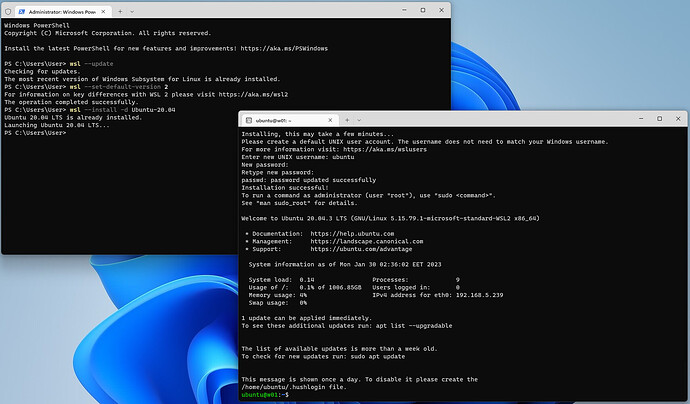 Administrator: Windows Powe
Windows PowerShell
Copyright (C) Microsoft Corporation. All rights reserved.
Install the latest PowerShell for new features and improvements! https://aka.ms/PSWindows
PS C:\Users\User> wsl --update
Checking for updates.
The most recent version of Windows Subsystem for Linux is already installed.
PS C:\Users\User> wsl --set-default-version 2
For information on key differences with WSL 2 please visit https://aka.ms/wsl2
The operation completed successfully.
PS C:\Users\User> wsl --install -d Ubuntu-20.04
Ubuntu 20.04 LTS is already installed.
Launching Ubuntu 20.04 LTS...
PS C:\Users\User>
ubuntu@w01: ~
Installing, this may take a few minutes...
Please create a default UNIX user account. The username does not need to match your Windows username.
For more information visit: https://aka.ms/wslusers
Enter new UNIX username: ubuntu
New password:
Retype new password:
passwd: password updated successfully
Installation successful!
To run a command as administrator (user "root"), use "sudo <command>".
See "man sudo_root" for details.
Welcome to Ubuntu 20.04.3 LTS (GNU/Linux 5.15.79.1-microsoft-standard-WSL2 x86_64)
* Documentation: https://help.ubuntu.com
* Management: https://landscape.canonical.com
* Support: https://ubuntu.com/advantage
System information as of Mon Jan 30 02:36:02 EET 2023
System load: 0.14 Processes: 9
Usage of /: 0.1% of 1006.85GB Users logged in: 0
Memory usage: 4% IPv4 address for eth0: 192.168.5.239
Swap usage: 0%
1 update can be applied immediately.
To see these additional updates run: apt list --upgradable
The list of available updates is more than a week old.
To check for new updates run: sudo apt update
This message is shown once a day. To disable it please create the
/home/ubuntu/.hushlogin file.
ubuntu@w01:~$